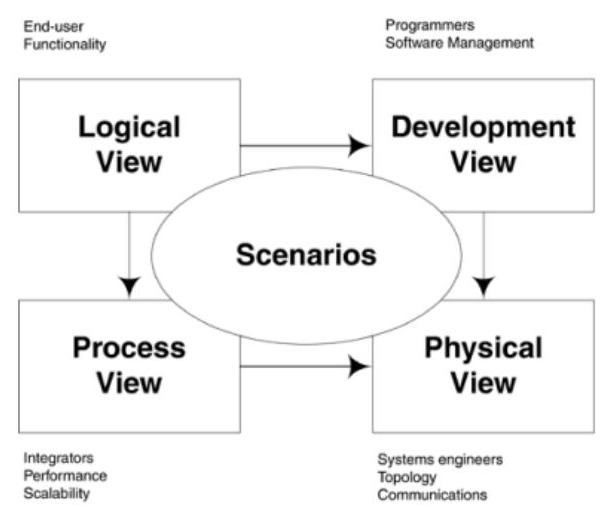 End-user
Functionality
Programmers
Software Management
Logical
View
Development
View
Scenarios
Process
View
Physical
View
Integrators
Performance
Scalability
Systems engineers
Topology
Communications